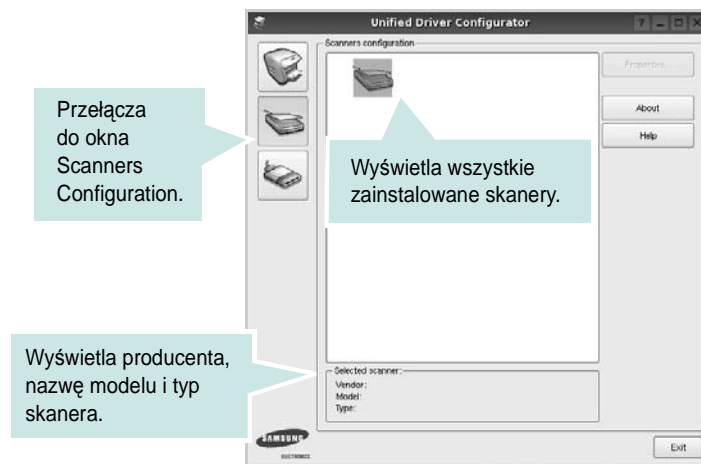 Unified Driver Configurator
Scanners configuration
Properties...
About
Help
Przełącza
do okna
Scanners
Configuration.
Wyświetla wszystkie
zainstalowane skanery.
Wyświetla producenta,
nazwę modelu i typ
skanera.
Selected scanner:
Vendor:
Model:
Type:
SAMSUNG
ELECTRONICS
Exit